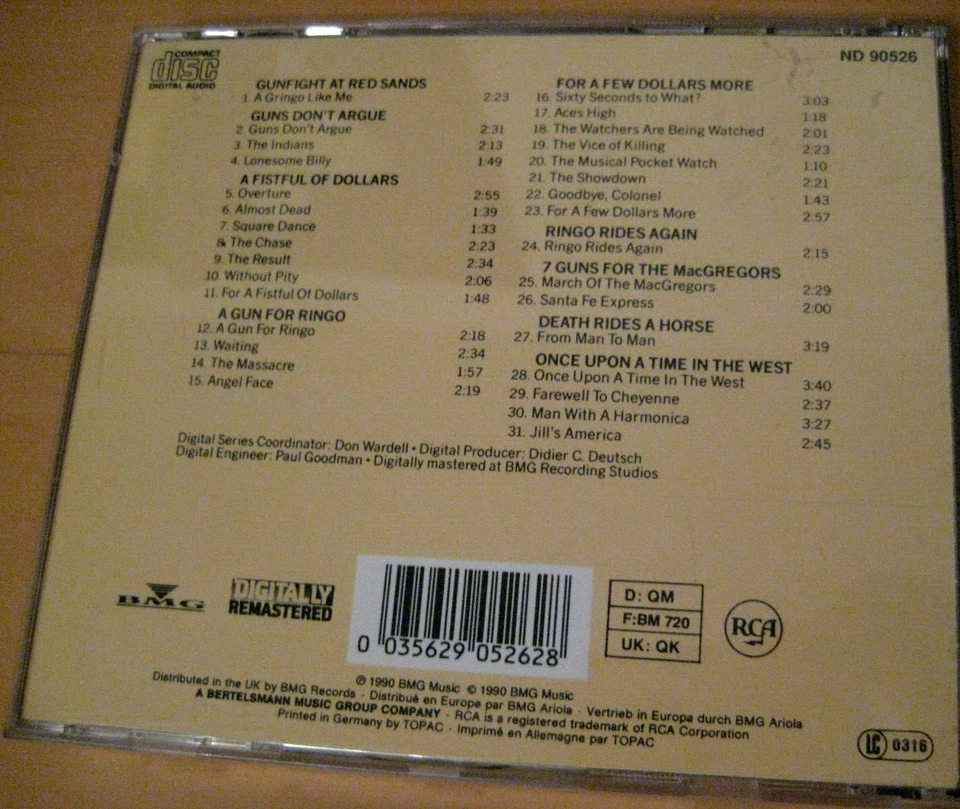 COMPACT
disc
DIGITAL AUDIO
ND 90526
GUNFIGHT AT RED SANDS
1. A Gringo Like Me 2:23
GUNS DON'T ARGUE
2. Guns Don't Argue 2:31
3. The Indians 2:13
4. Lonesome Billy 1:49
A FISTFUL OF DOLLARS
5. Overture 2:55
6. Almost Dead 1:39
7. Square Dance 1:33
8. The Chase 2:23
9. The Result 2:34
10. Without Pity 2:06
11. For A Fistful Of Dollars 1:48
A GUN FOR RINGO
12. A Gun For Ringo 2:18
13. Waiting 2:34
14. The Massacre 1:57
15. Angel Face 2:19
FOR A FEW DOLLARS MORE
16. Sixty Seconds to What? 3:03
17. Aces High 1:18
18. The Watchers Are Being Watched 2:01
19. The Vice of Killing 2:23
20. The Musical Pocket Watch 1:10
21. The Showdown 2:21
22. Goodbye, Colonel 1:43
23. For A Few Dollars More 2:57
RINGO RIDES AGAIN
24. Ringo Rides Again 2:15
7 GUNS FOR THE MacGREGORS
25. March Of The MacGregors 2:29
26. Santa Fe Express 2:00
DEATH RIDES A HORSE
27. From Man To Man 3:19
ONCE UPON A TIME IN THE WEST
28. Once Upon A Time In The West 3:40
29. Farewell To Cheyenne 2:37
30. Man With A Harmonica 3:27
31. Jill's America 2:45
Digital Series Coordinator: Don Wardell • Digital Producer: Didier C. Deutsch
Digital Engineer: Paul Goodman • Digitally mastered at BMG Recording Studios
BMG
DIGITALLY
REMASTERED
0 035629 052628
D: QM
F:BM 720
UK: QK
RCA
℗ 1990 BMG Music © 1990 BMG Music
Distributed in the UK by BMG Records · Distribué en Europe par BMG Ariola · Vertrieb in Europa durch BMG Ariola
A BERTELSMANN MUSIC GROUP COMPANY · RCA is a registered trademark of RCA Corporation
Printed in Germany by TOPAC · Imprimé en Allemagne par TOPAC
LC 0316